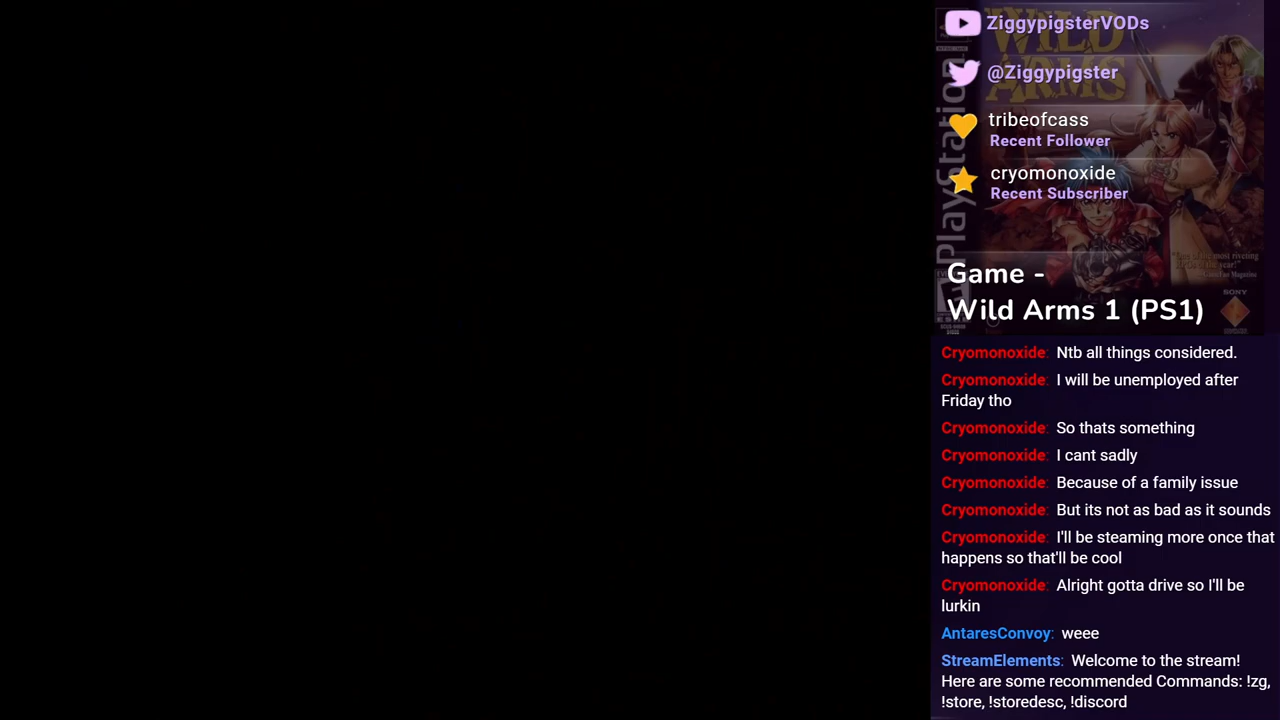 ZiggypigsterVODs
@Ziggypigster
tribeofcass
Recent Follower
cryomonoxide
Recent Subscriber
WILD
ARMS
PlayStation
SONY
Game -
Wild Arms 1 (PS1)
Cryomonoxide: Ntb all things considered.
Cryomonoxide: I will be unemployed after
Friday tho
Cryomonoxide: So thats something
Cryomonoxide: I cant sadly
Cryomonoxide: Because of a family issue
Cryomonoxide: But its not as bad as it sounds
Cryomonoxide: I'll be steaming more once that
happens so that'll be cool
Cryomonoxide: Alright gotta drive so I'll be
lurkin
AntaresConvoy: weee
StreamElements: Welcome to the stream!
Here are some recommended Commands: !zg,
!store, !storedesc, !discord